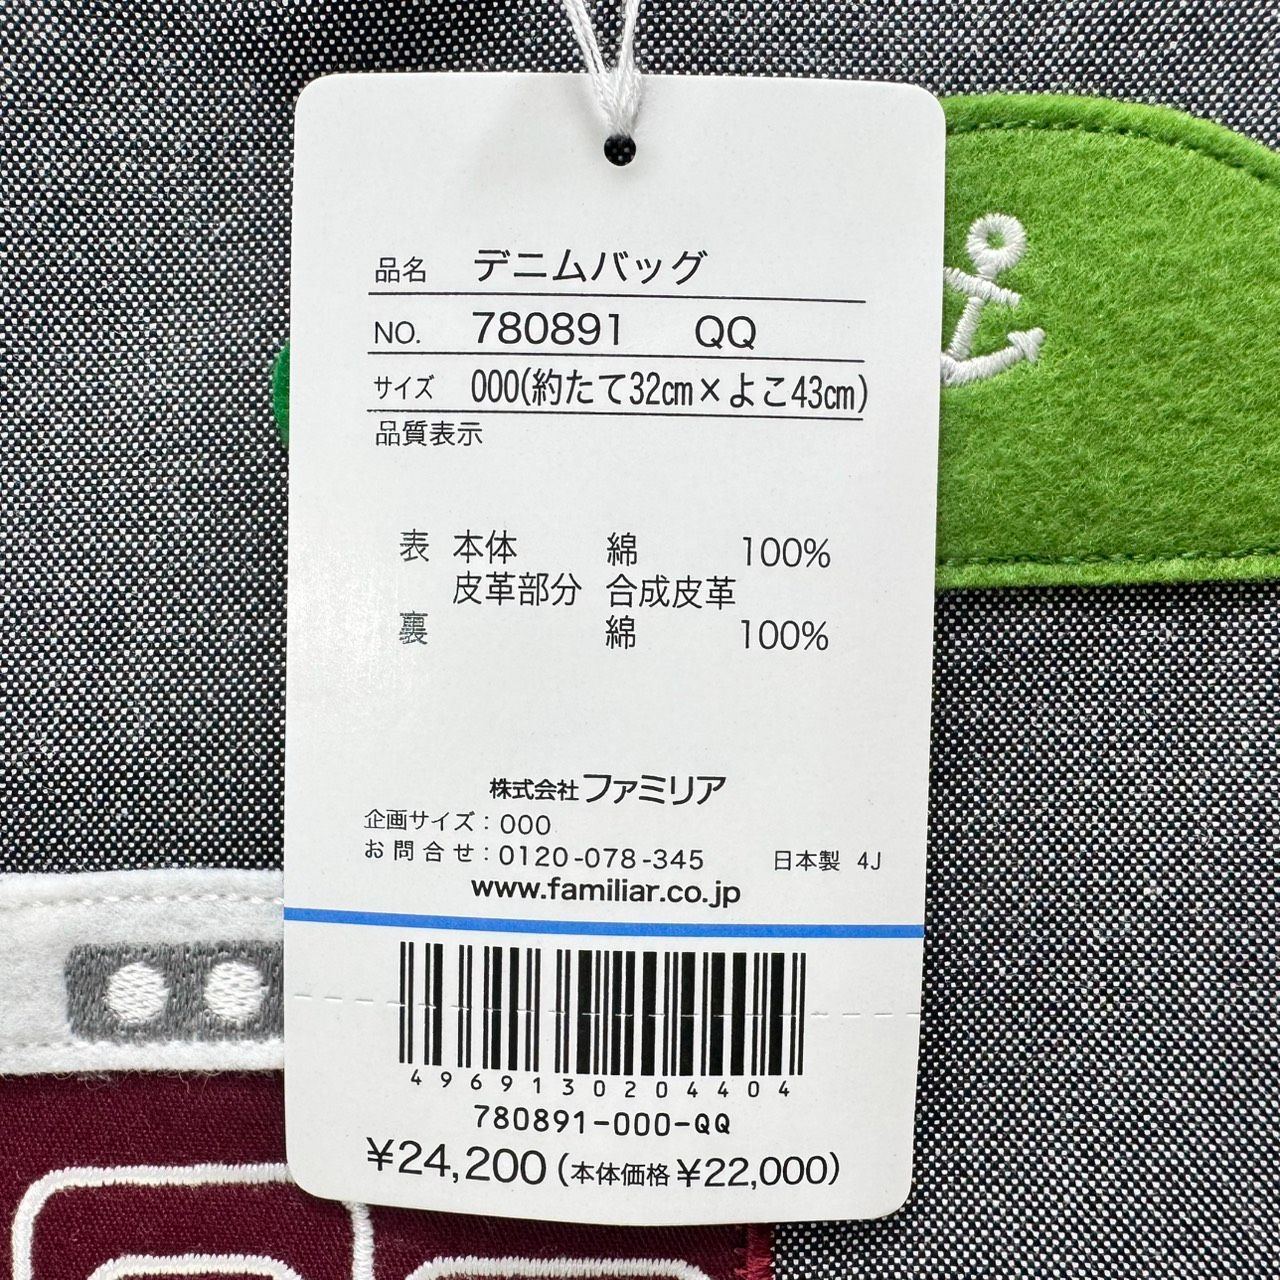 品名 デニムバッグ
NO. 780891 QQ
サイズ 000(約たて32cm×よこ43cm)
品質表示
表 本体 綿 100%
皮革部分 合成皮革
裏 綿 100%
株式会社ファミリア
企画サイズ：000
お問合せ：0120-078-345 日本製 4J
www.familiar.co.jp
4969130204404
780891-000-QQ
¥24,200(本体価格¥22,000)